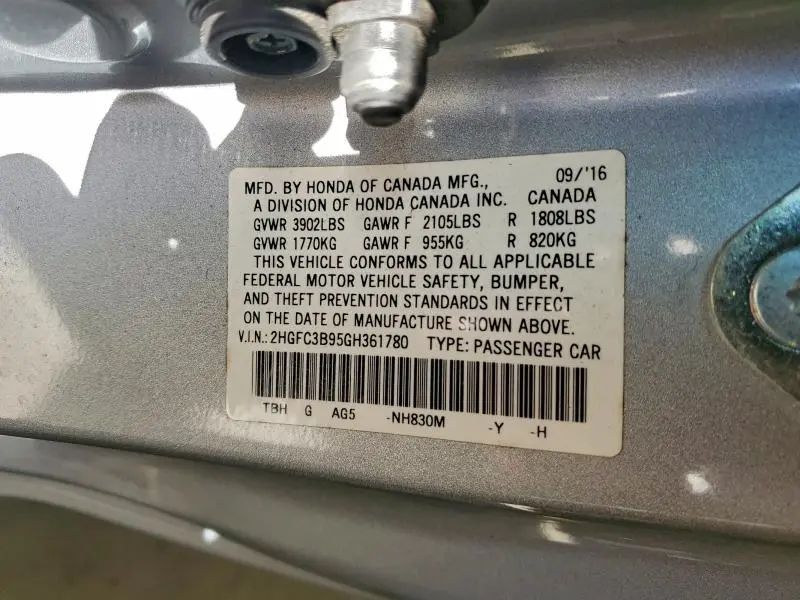 MFD. BY HONDA OF CANADA MFG., 09/'16
A DIVISION OF HONDA CANADA INC. CANADA
GVWR 3902LBS GAWR F 2105LBS R 1808LBS
GVWR 1770KG GAWR F 955KG R 820KG
THIS VEHICLE CONFORMS TO ALL APPLICABLE
FEDERAL MOTOR VEHICLE SAFETY, BUMPER,
AND THEFT PREVENTION STANDARDS IN EFFECT
ON THE DATE OF MANUFACTURE SHOWN ABOVE.
V.I.N.: 2HGFC3B95GH361780 TYPE: PASSENGER CAR
TBH G AG5 -NH830M -Y -H